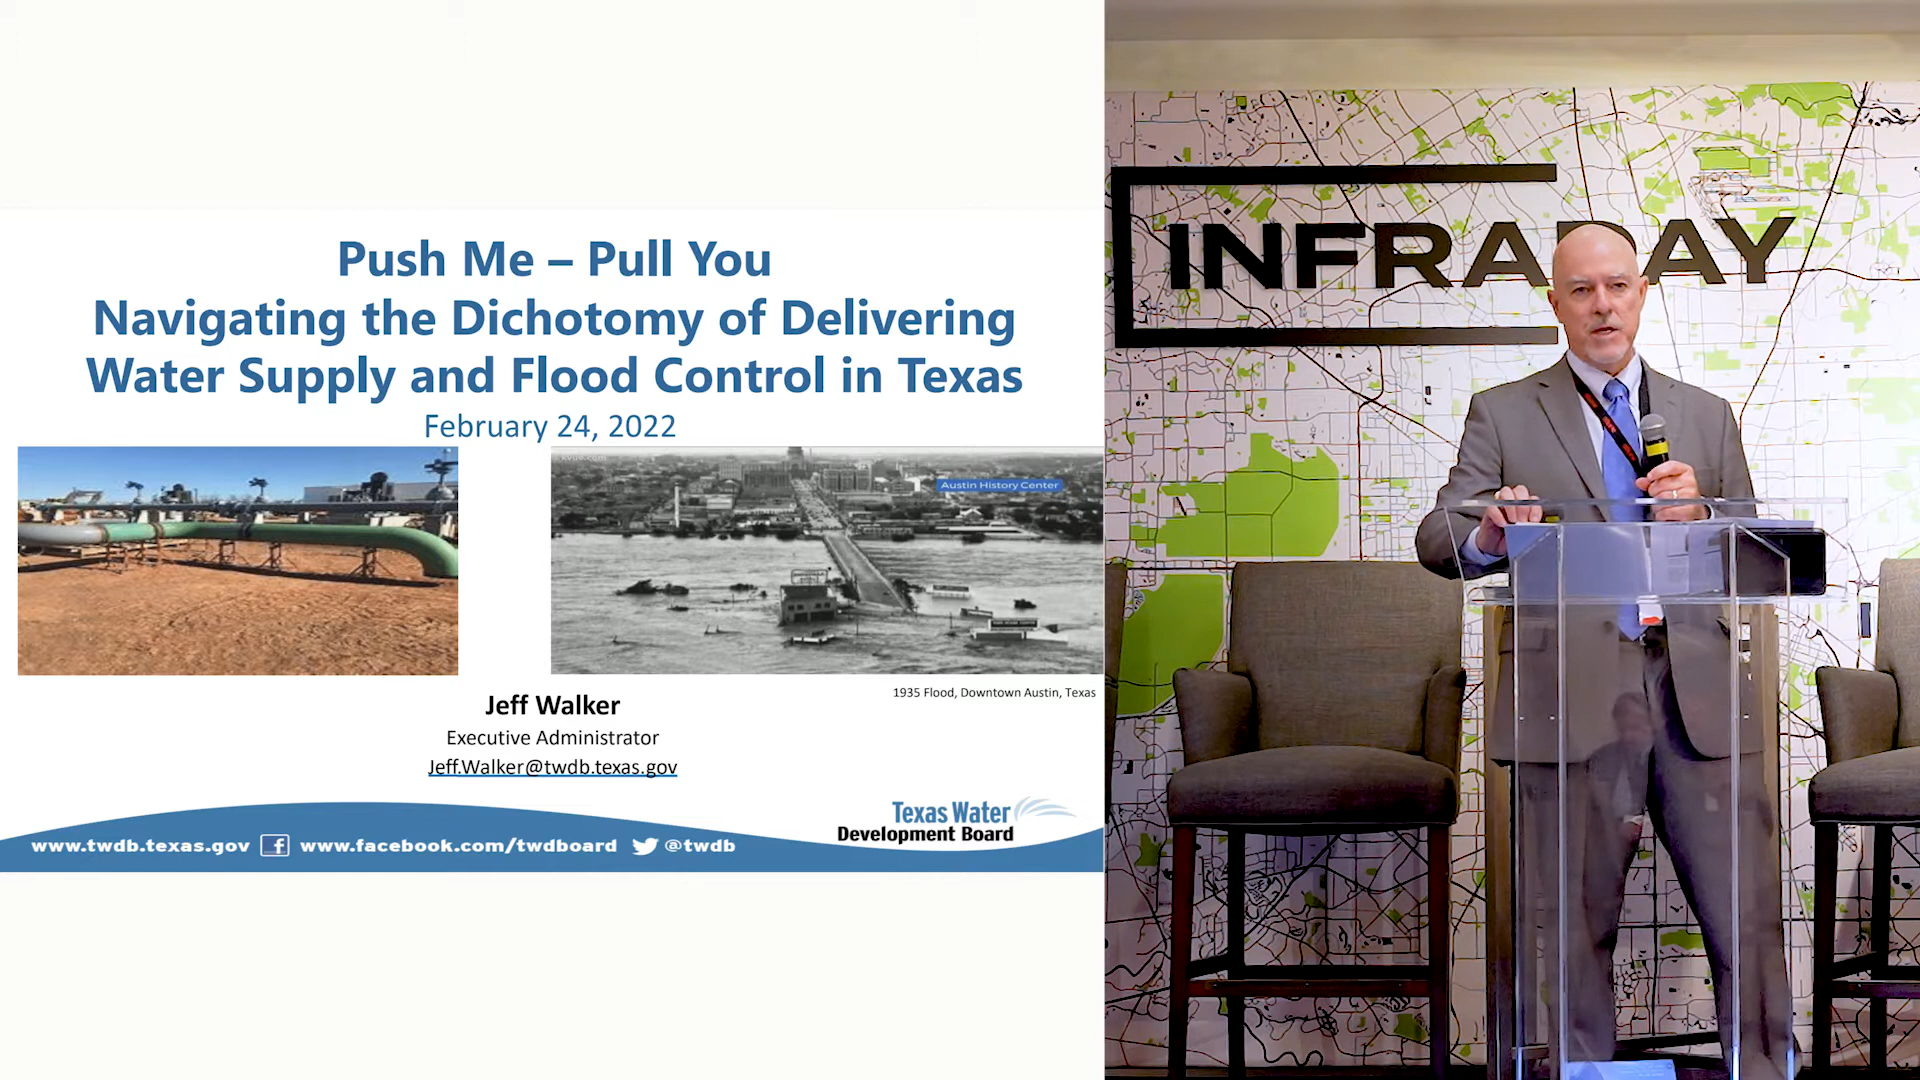 Push Me – Pull You
Navigating the Dichotomy of Delivering
Water Supply and Flood Control in Texas
February 24, 2022
Austin History Center
1935 Flood, Downtown Austin, Texas
Jeff Walker
Executive Administrator
Jeff.Walker@twdb.texas.gov
Texas Water
Development Board
www.twdb.texas.gov
www.facebook.com/twdboard
@twdb
INFRADAY